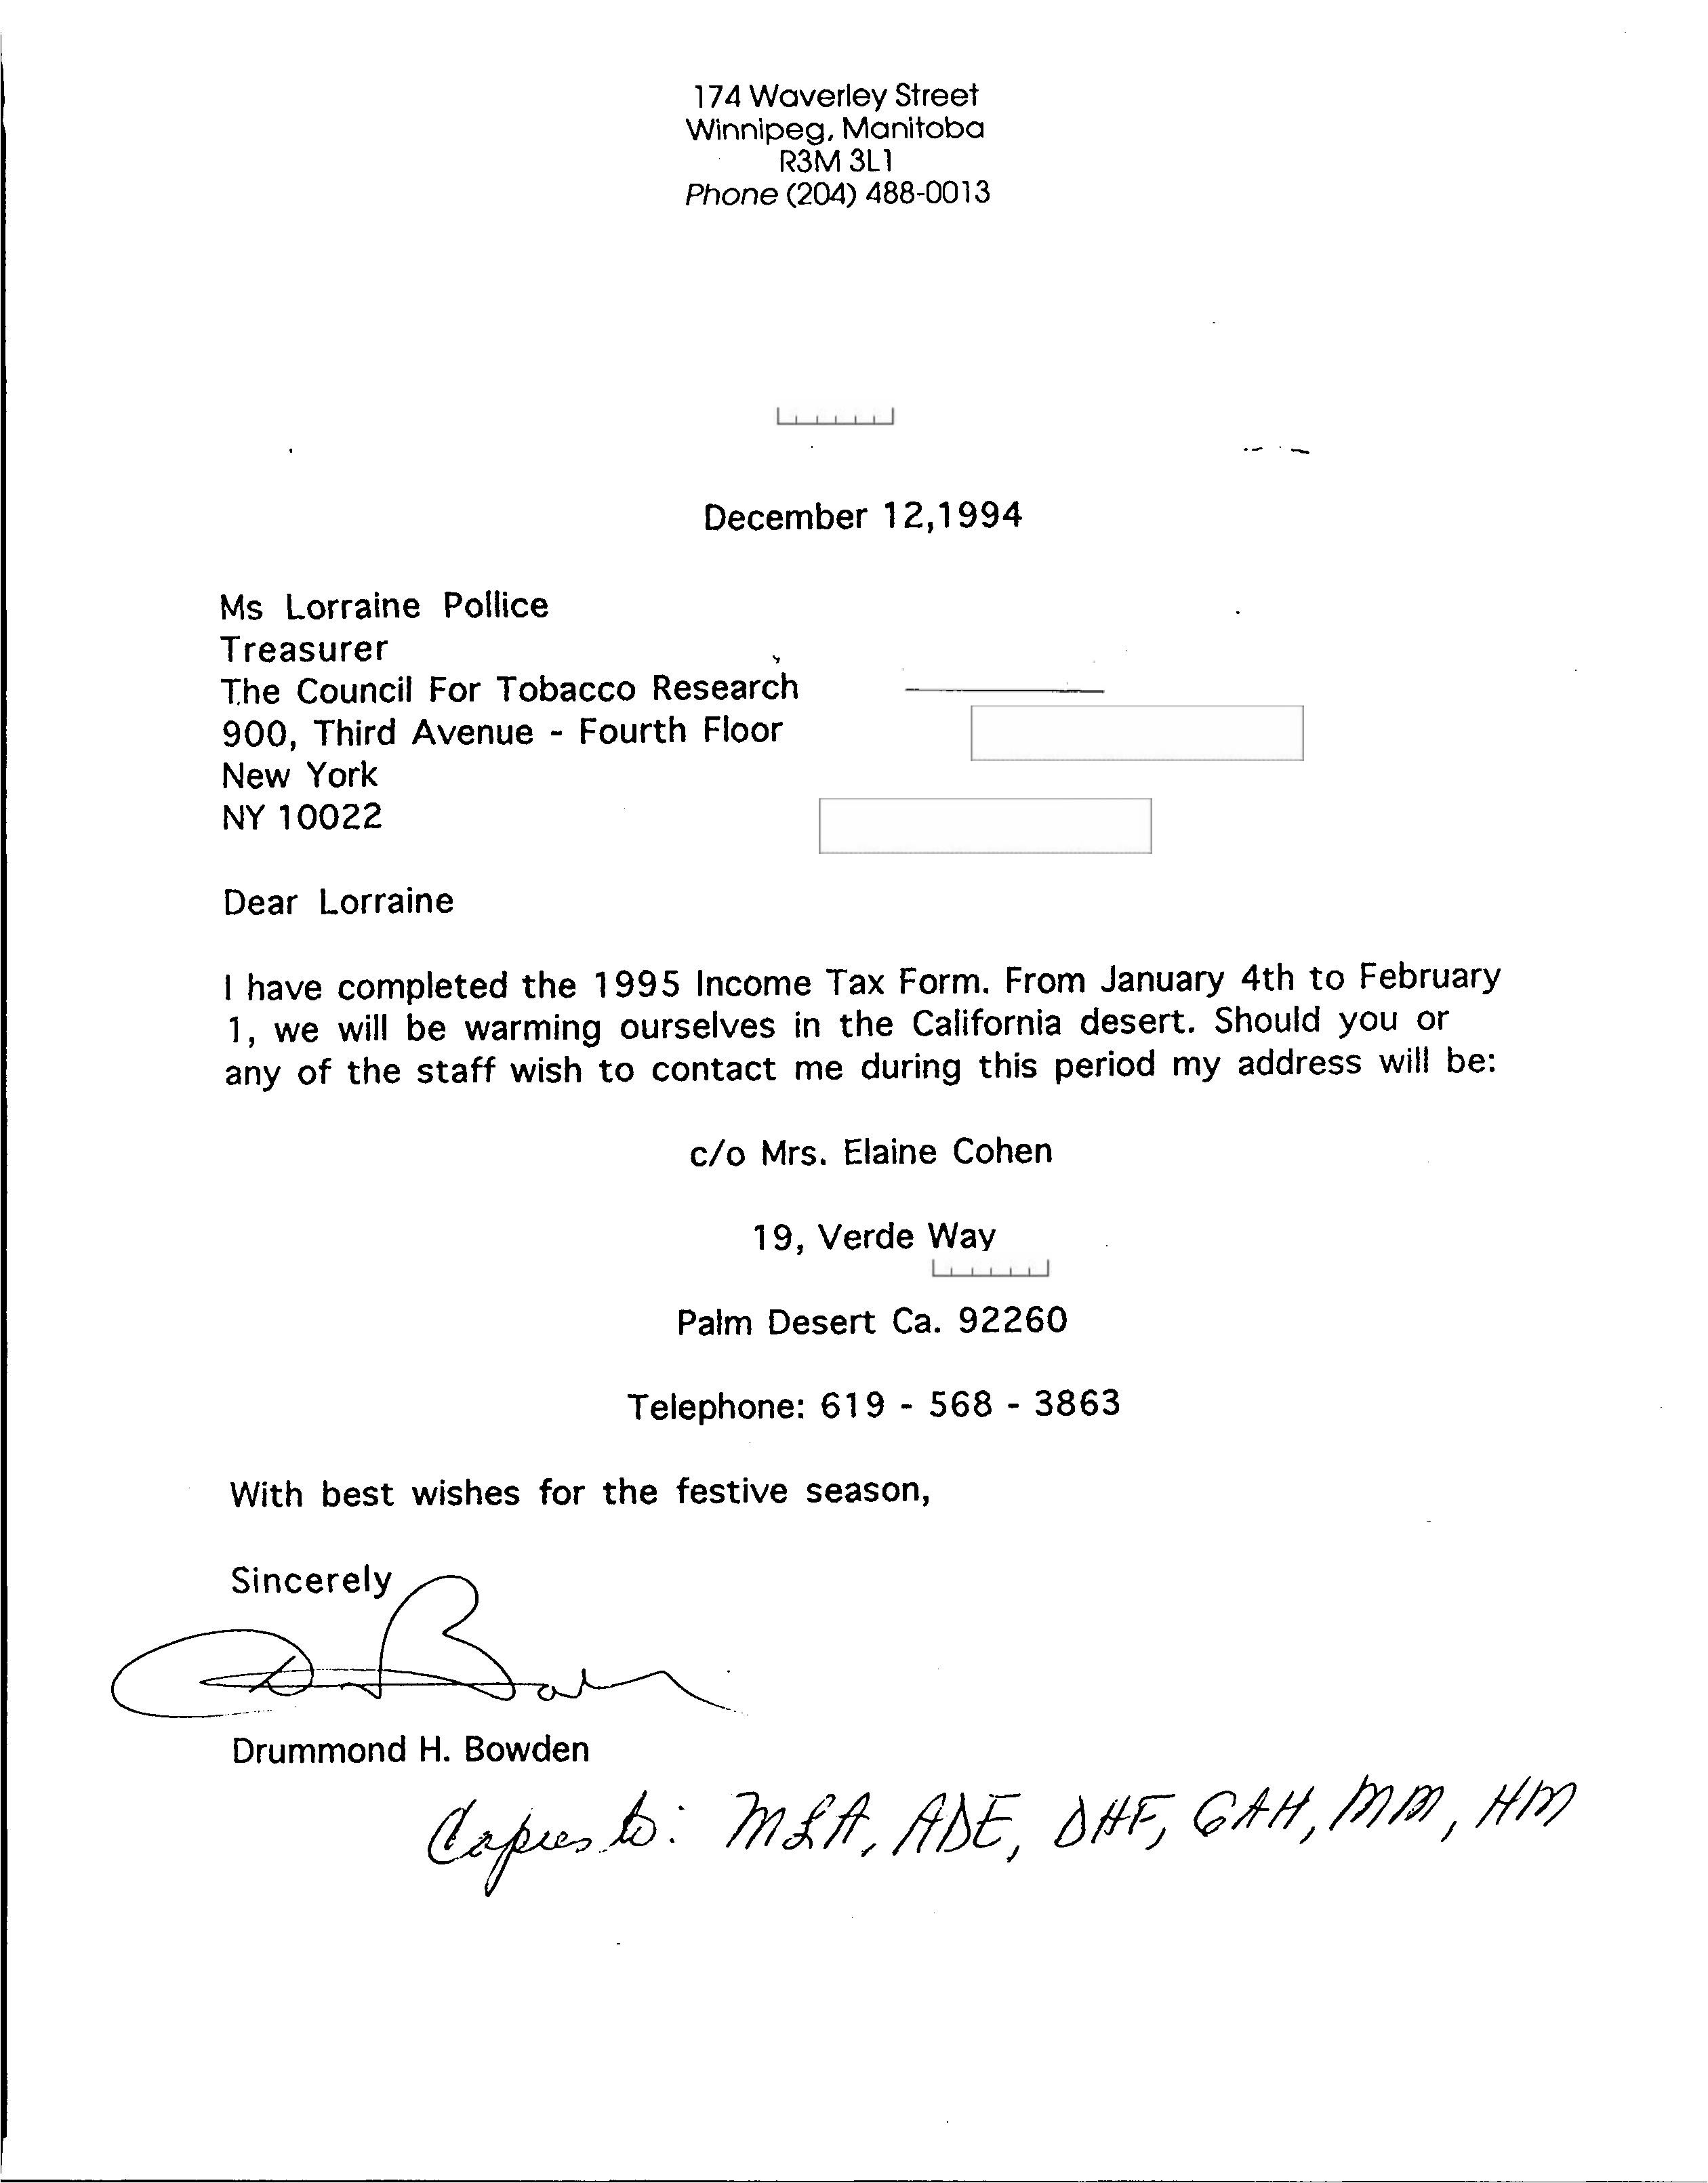 174 Waverley Street
Winnipeg, Manitoba
R3M 3L1
Phone (204) 488-0013
December 12,1994
Ms Lorraine Pollice
Treasurer
The Council For Tobacco Research
900, Third Avenue - Fourth Floor
New York
NY 10022
Dear Lorraine
I have completed the 1995 Income Tax Form. From January 4th to February
1, we will be warming ourselves in the California desert. Should you or
any of the staff wish to contact me during this period my address will be:
c/o Mrs. Elaine Cohen
19, Verde Way
Palm Desert Ca. 92260
Telephone: 619 - 568 - 3863
With best wishes for the festive season,
Sincerely
Drummond H. Bowden
Copies to: MLA, ADE, DHF, GAH, MM, HM